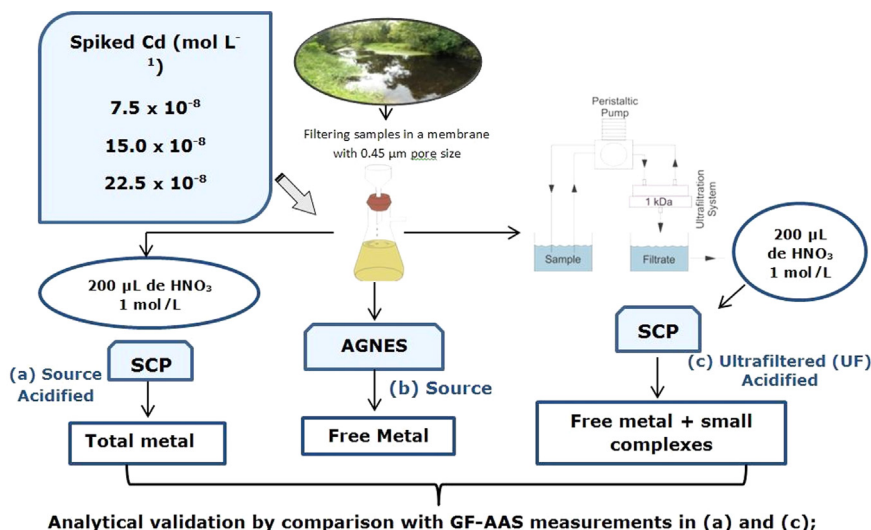 Spiked Cd (mol L-
1)
7.5 x 10-8
15.0 x 10-8
22.5 x 10-8
Filtering samples in a membrane
with 0.45 µm pore size
Peristaltic
Pump
Ultrafiltration
System
1 kDa
Sample
Filtrate
200 µL
de HNO3
1 mol/L
200 µL de HNO3
1 mol/L
SCP
(a) Source
Acidified
Total metal
AGNES
(b) Source
Free Metal
SCP
(c) Ultrafiltered (UF)
Acidified
Free metal + small
complexes
Analytical validation by comparison with GF-AAS measurements in (a) and (c);